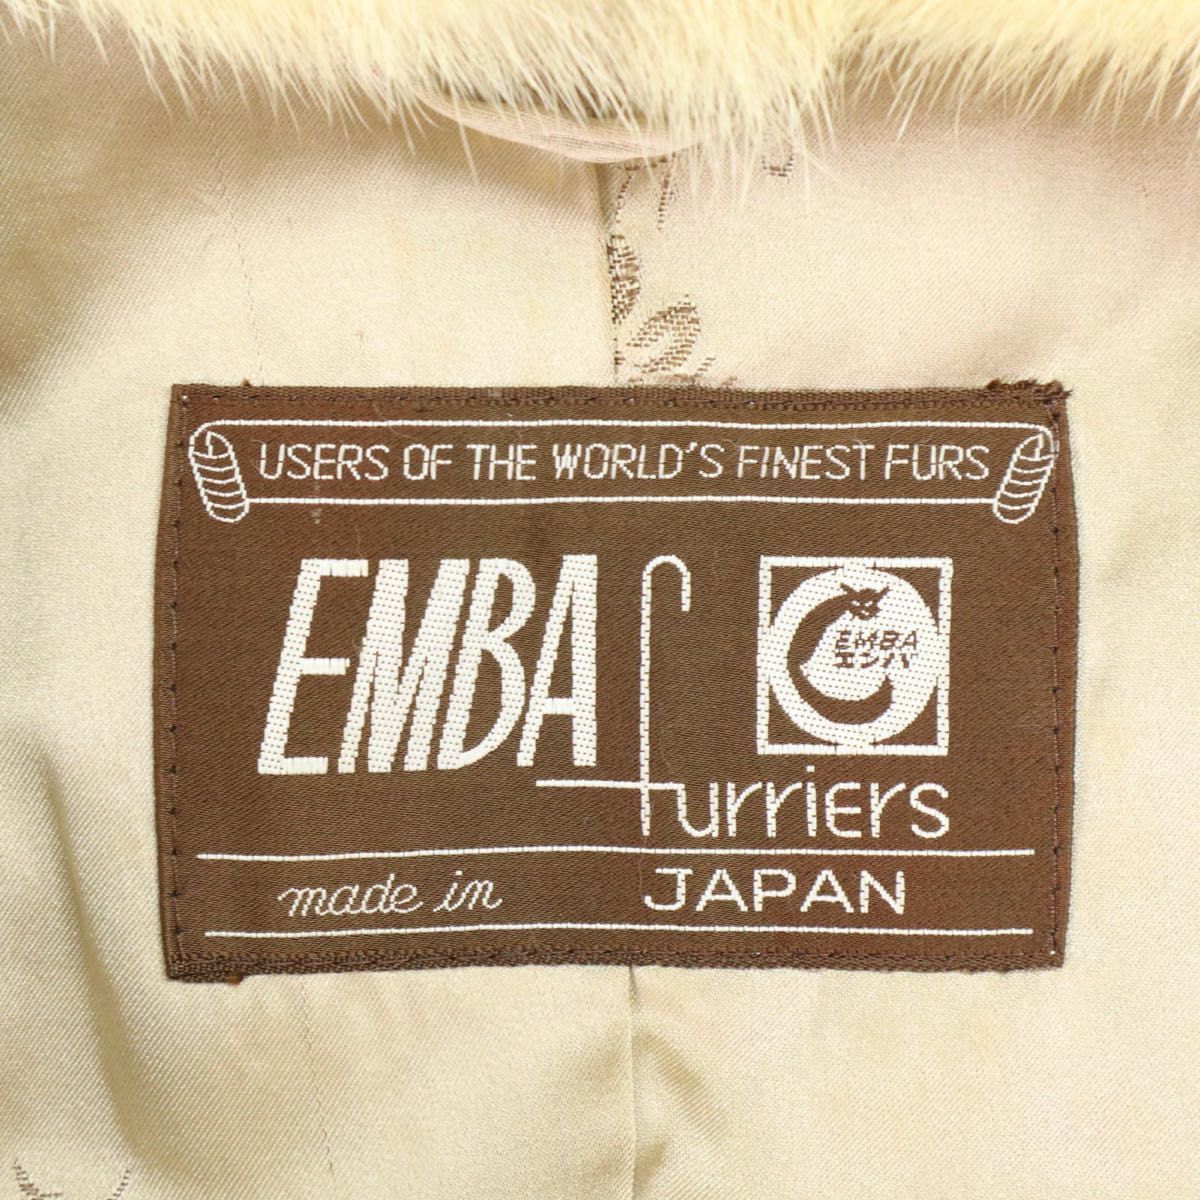 USERS OF THE WORLD'S FINEST FURS
EMBA
EMBA
エンバ
furriers
made in JAPAN